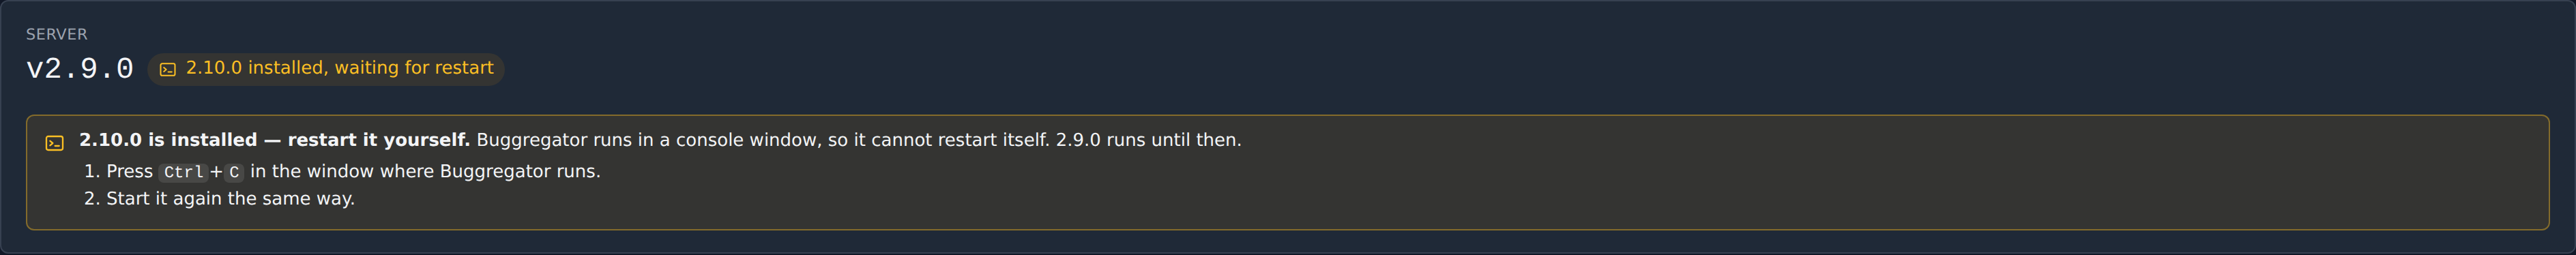 SERVER
v2.9.0 2.10.0 installed, waiting for restart
2.10.0 is installed — restart it yourself. Buggregator runs in a console window, so it cannot restart itself. 2.9.0 runs until then.
1. Press Ctrl+C in the window where Buggregator runs.
2. Start it again the same way.